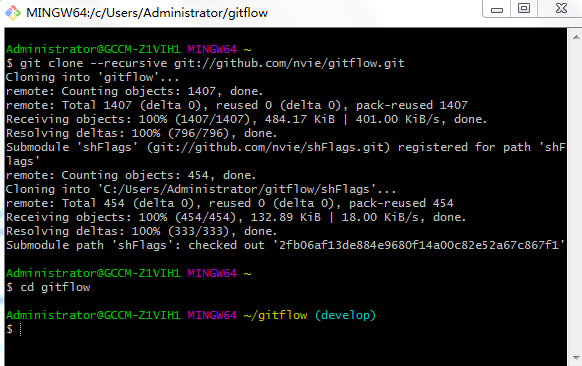 MINGW64:/c/Users/Administrator/gitflow
Administrator@GCCM-Z1VIH1 MINGW64 ~
$ git clone --recursive git://github.com/nvie/gitflow.git
Cloning into 'gitflow'...
remote: Counting objects: 1407, done.
remote: Total 1407 (delta 0), reused 0 (delta 0), pack-reused 1407
Receiving objects: 100% (1407/1407), 484.17 KiB | 401.00 KiB/s, done.
Resolving deltas: 100% (796/796), done.
Submodule 'shFlags' (git://github.com/nvie/shFlags.git) registered for path 'shF
lags'
remote: Counting objects: 454, done.
Cloning into 'C:/Users/Administrator/gitflow/shFlags'...
remote: Total 454 (delta 0), reused 0 (delta 0), pack-reused 454
Receiving objects: 100% (454/454), 132.89 KiB | 18.00 KiB/s, done.
Resolving deltas: 100% (333/333), done.
Submodule path 'shFlags': checked out '2fb06af13de884e9680f14a00c82e52a67c867f1'
Administrator@GCCM-Z1VIH1 MINGW64 ~
$ cd gitflow
Administrator@GCCM-Z1VIH1 MINGW64 ~/gitflow (develop)
$